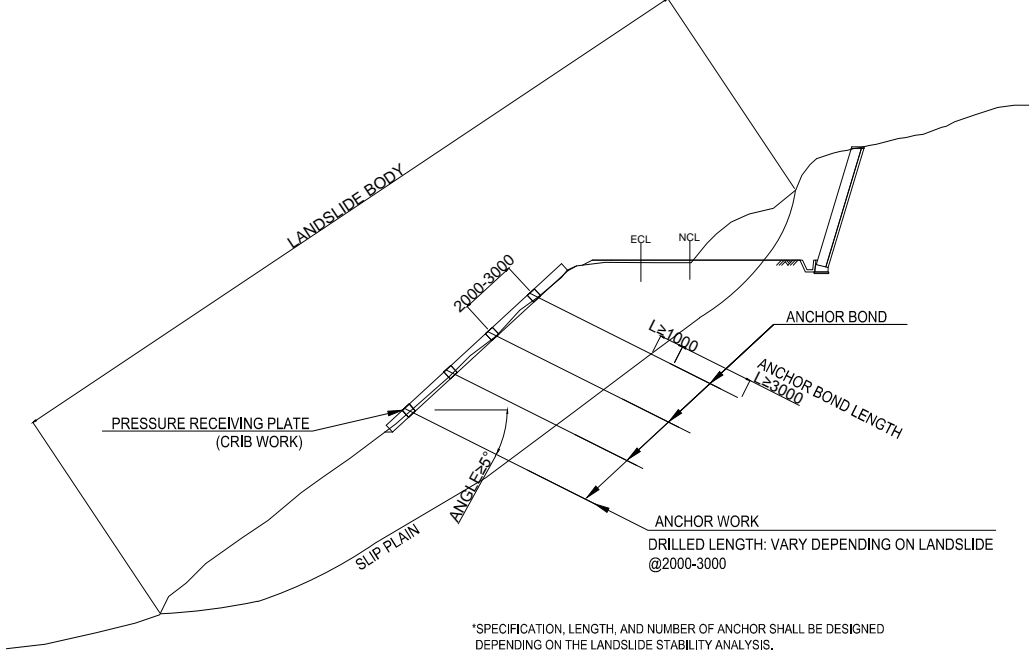 LANDSLIDE BODY
ECL
NCL
2000-3000
ANCHOR BOND
L≥1000
ANCHOR BOND LENGTH
L≥3000
PRESSURE RECEIVING PLATE
(CRIB WORK)
ANGLE≥5°
SLIP PLAIN
ANCHOR WORK
DRILLED LENGTH: VARY DEPENDING ON LANDSLIDE
@2000-3000
*SPECIFICATION, LENGTH, AND NUMBER OF ANCHOR SHALL BE DESIGNED
DEPENDING ON THE LANDSLIDE STABILITY ANALYSIS.